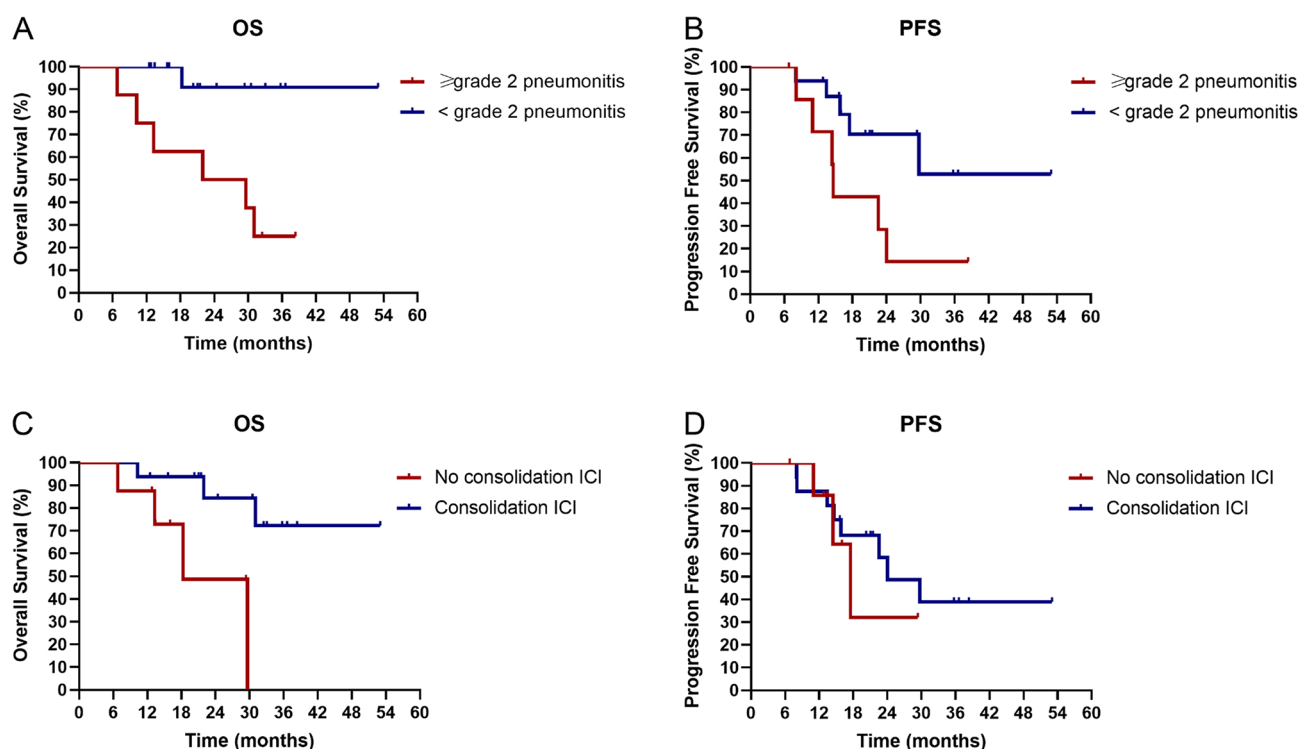 A
OS
Overall Survival (%)
100
90
80
70
60
50
40
30
20
10
0
0 6 12 18 24 30 36 42 48 54 60
Time (months)
⩾grade 2 pneumonitis
< grade 2 pneumonitis
B
PFS
Progression Free Survival (%)
100
90
80
70
60
50
40
30
20
10
0
0 6 12 18 24 30 36 42 48 54 60
Time (months)
⩾grade 2 pneumonitis
< grade 2 pneumonitis
C
OS
Overall Survival (%)
100
90
80
70
60
50
40
30
20
10
0
0 6 12 18 24 30 36 42 48 54 60
Time (months)
No consolidation ICI
Consolidation ICI
D
PFS
Progression Free Survival (%)
100
90
80
70
60
50
40
30
20
10
0
0 6 12 18 24 30 36 42 48 54 60
Time (months)
No consolidation ICI
Consolidation ICI